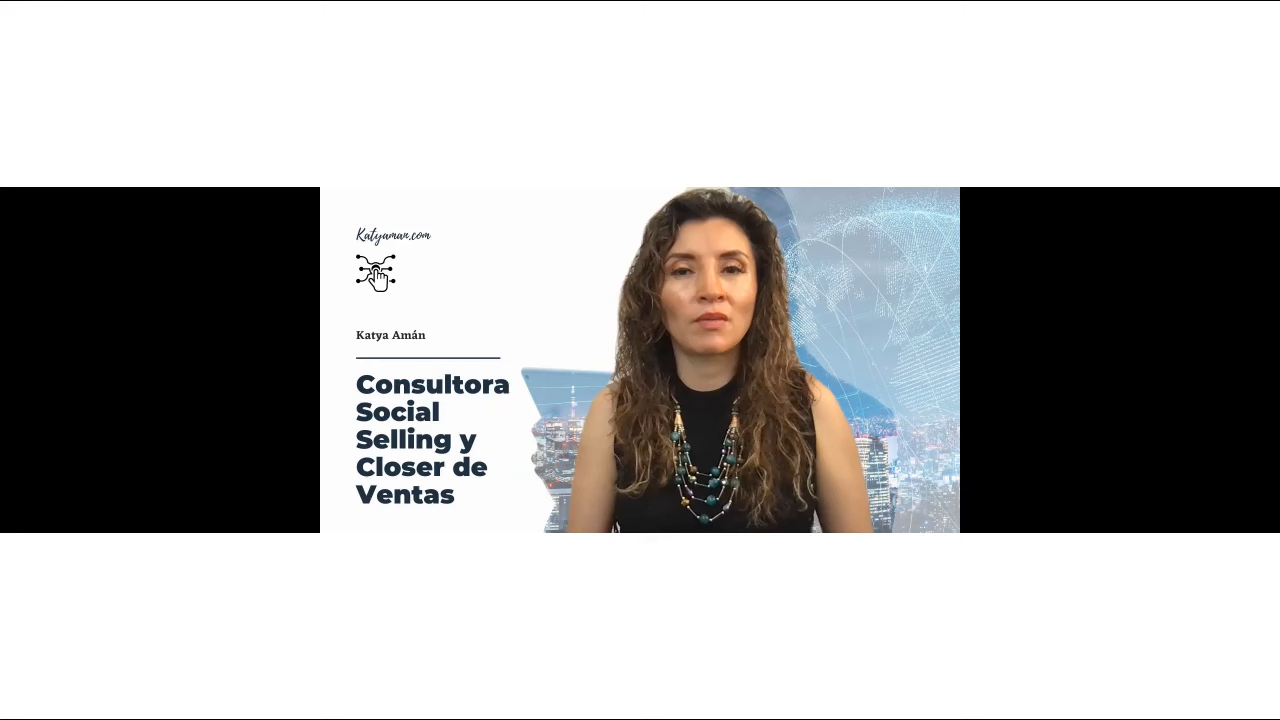 Katyaman.com
Katya Amán
Consultora
Social
Selling y
Closer de
Ventas